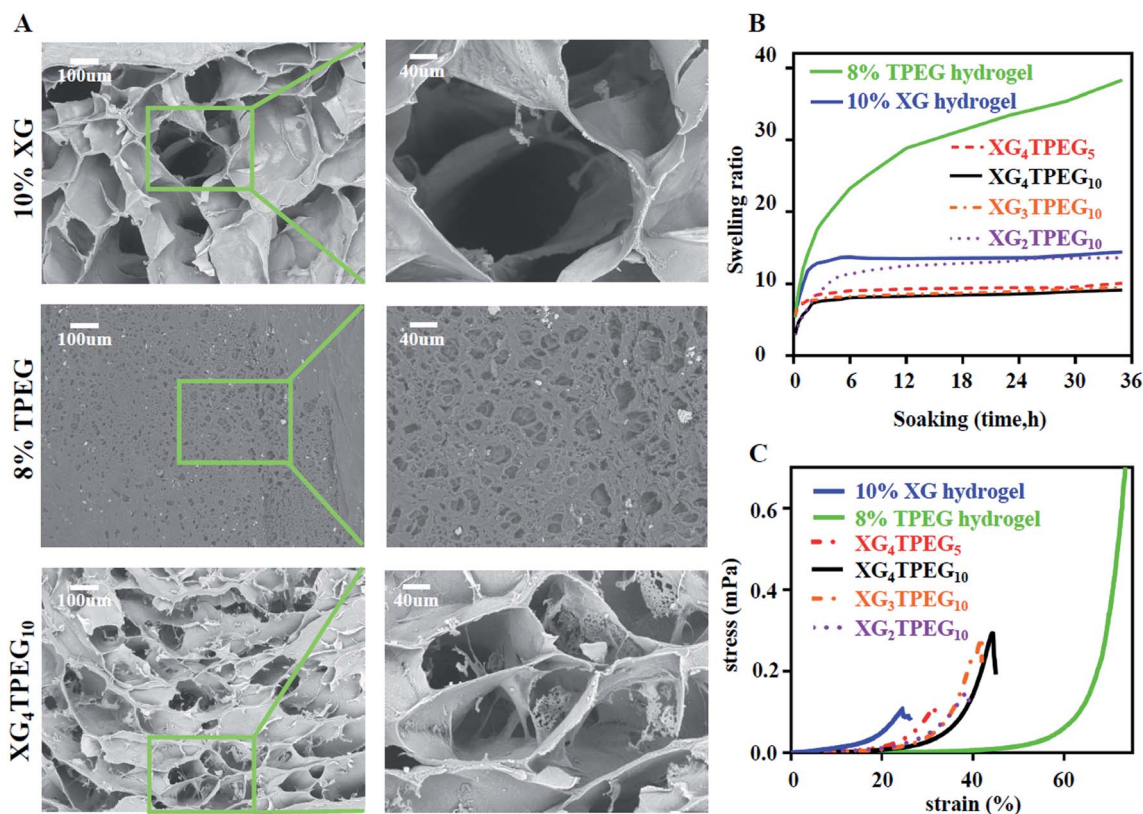 A
10% XG
100um
40um
8% TPEG
100um
40um
XG₄TPEG₁₀
100um
40um
B
Swelling ratio
40
30
20
10
0
8% TPEG hydrogel
10% XG hydrogel
XG₄TPEG₅
XG₄TPEG₁₀
XG₃TPEG₁₀
XG₂TPEG₁₀
0 6 12 18 24 30 36
Soaking (time,h)
C
stress (mPa)
0.6
0.4
0.2
0.0
10% XG hydrogel
8% TPEG hydrogel
XG₄TPEG₅
XG₄TPEG₁₀
XG₃TPEG₁₀
XG₂TPEG₁₀
0 20 40 60
strain (%)